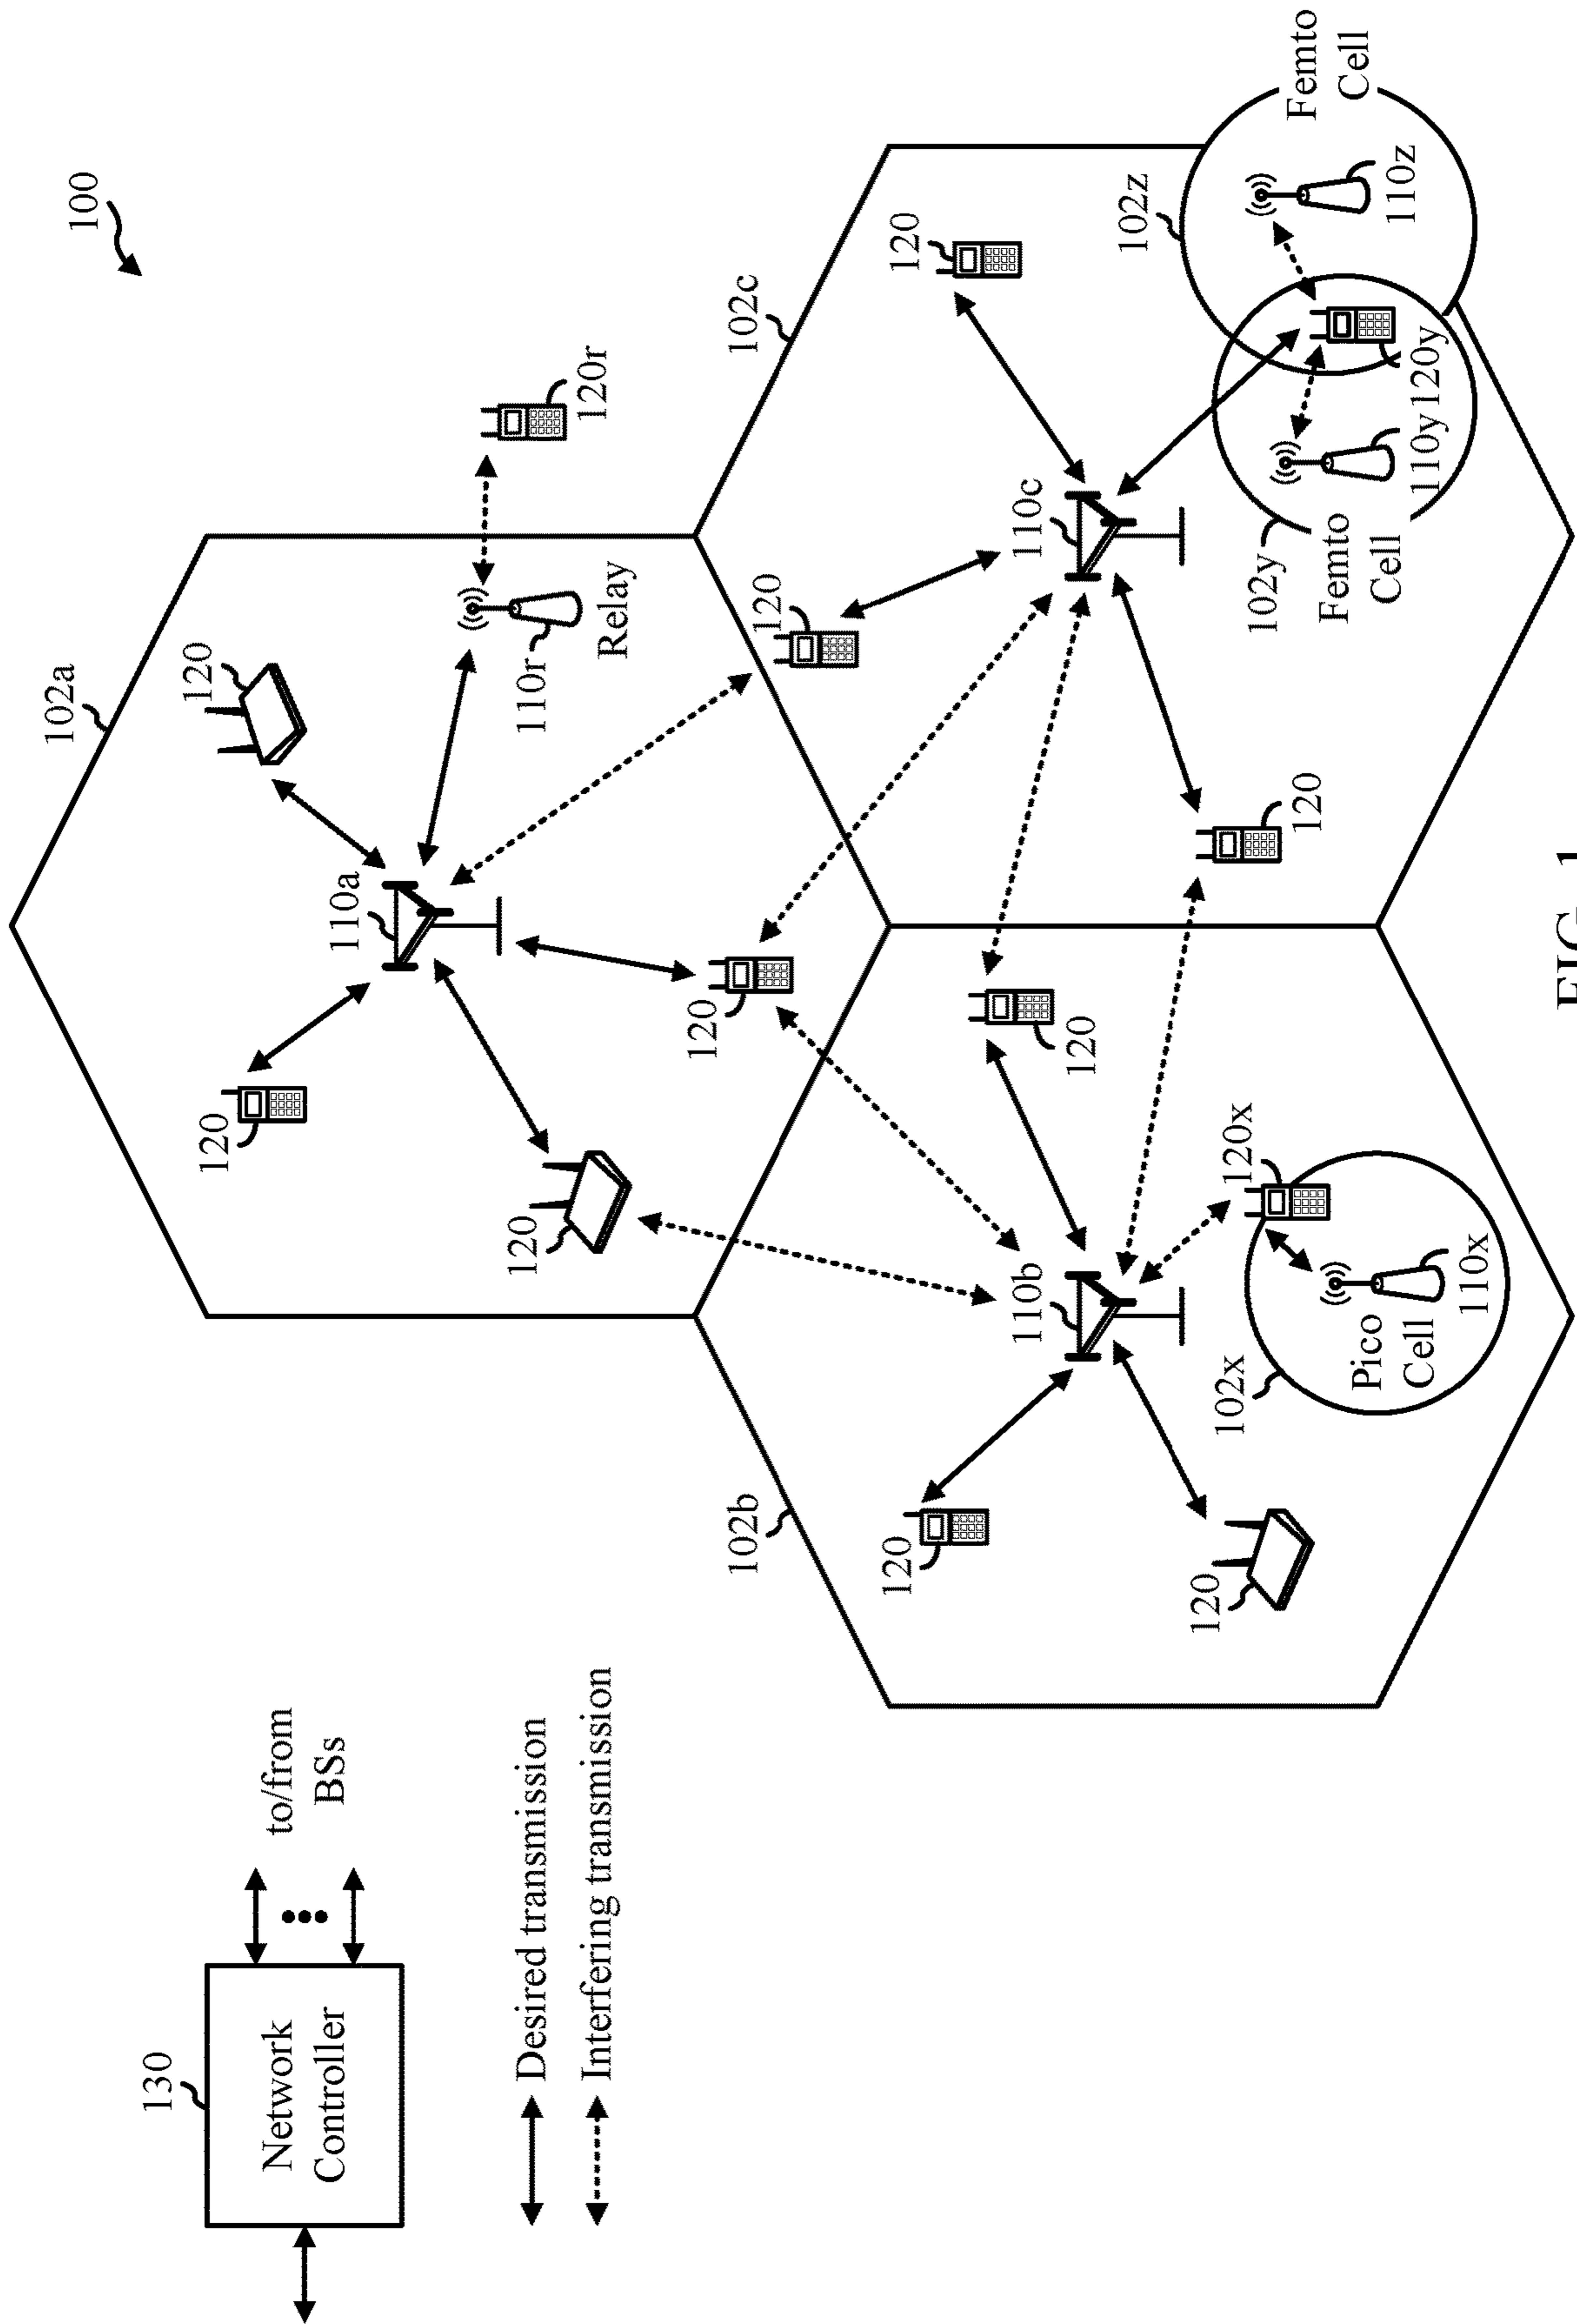 100
130
Network
Controller
to/from
BSs
Desired transmission
Interfering transmission
102a
120
120
110a
120
120
110r
Relay
120r
102b
120
110b
120
120
102x
Pico
Cell
110x
120x
102c
120
120
110c
120
102y
Femto
Cell
110y
120y
102z
110z
Femto
Cell
FIG. 1